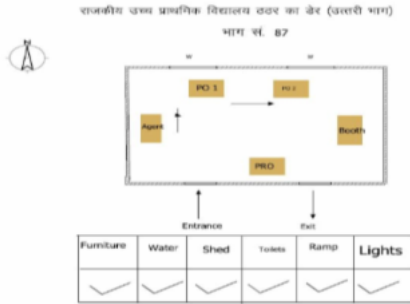 राजकीय उच्च प्राथमिक विद्यालय ठठर का डेर (उत्तरी भाग)
भाग सं. 87
W W
PO 1 PO 2
Agent Booth
PRO
Entrance Exit
Furniture Water Shed Toilets Ramp Lights